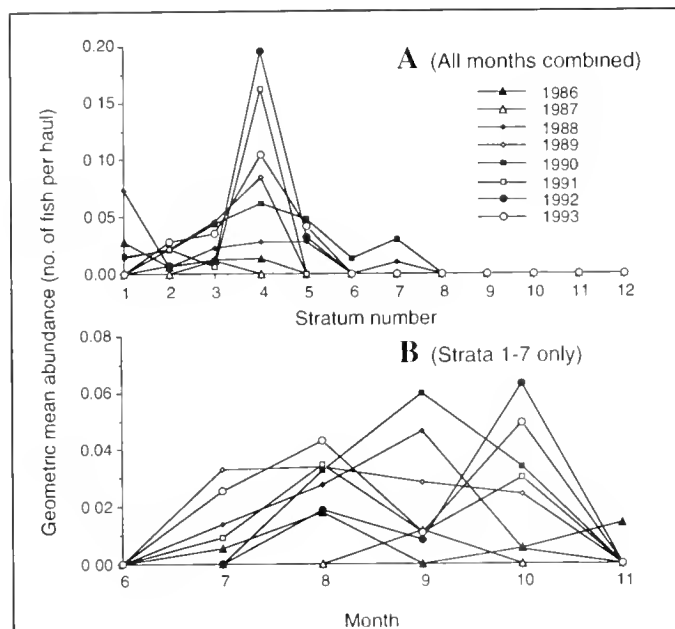 A (All months combined)
1986
1987
1988
1989
1990
1991
1992
1993
Geometric mean abundance (no. of fish per haul)
0.20
0.15
0.10
0.05
0.00
1 2 3 4 5 6 7 8 9 10 11 12
Stratum number
B (Strata 1-7 only)
0.08
0.06
0.04
0.02
0.00
6 7 8 9 10 11
Month